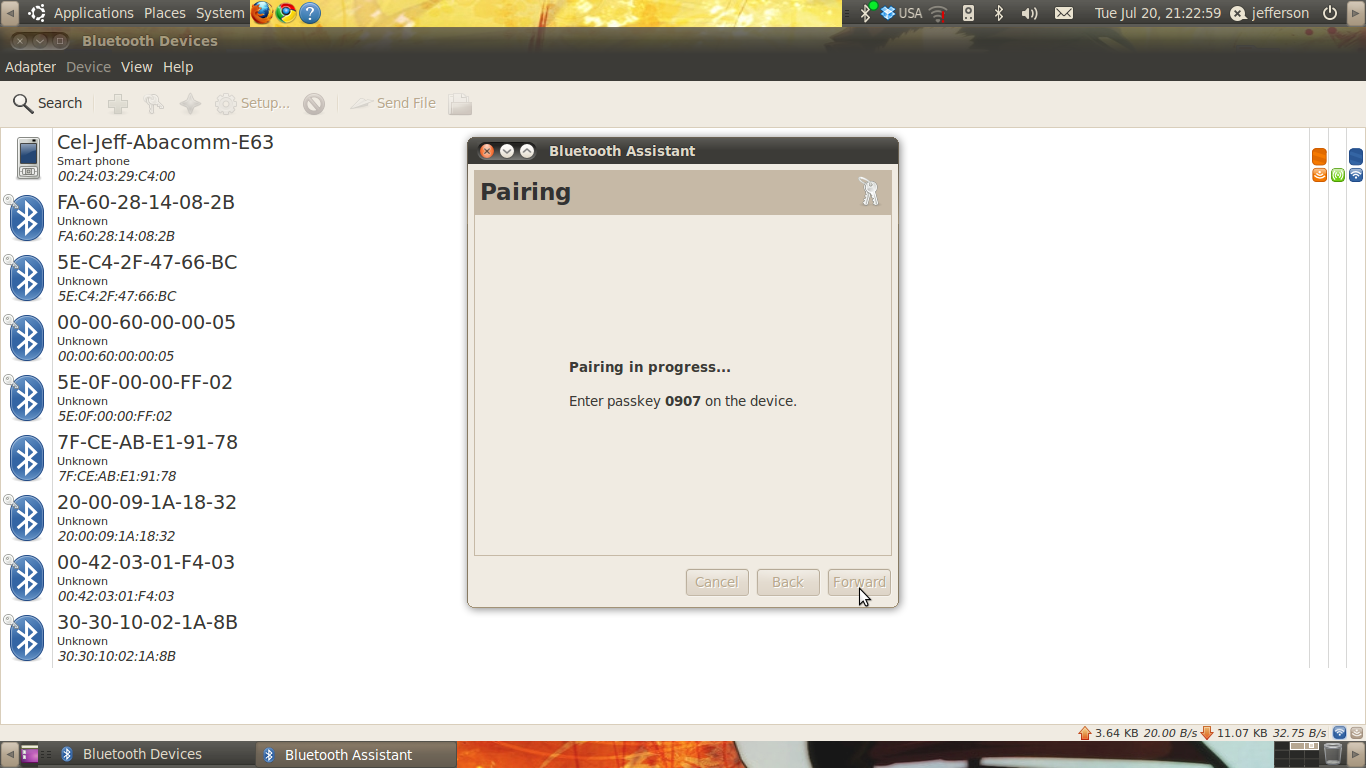 Applications Places System ? USA Tue Jul 20, 21:22:59 jefferson
Bluetooth Devices
Adapter Device View Help
Search Setup... Send File
Cel-Jeff-Abacomm-E63
Smart phone
00:24:03:29:C4:00
FA-60-28-14-08-2B
Unknown
FA:60:28:14:08:2B
5E-C4-2F-47-66-BC
Unknown
5E:C4:2F:47:66:BC
00-00-60-00-00-05
Unknown
00:00:60:00:00:05
5E-0F-00-00-FF-02
Unknown
5E:0F:00:00:FF:02
7F-CE-AB-E1-91-78
Unknown
7F:CE:AB:E1:91:78
20-00-09-1A-18-32
Unknown
20:00:09:1A:18:32
00-42-03-01-F4-03
Unknown
00:42:03:01:F4:03
30-30-10-02-1A-8B
Unknown
30:30:10:02:1A:8B
Bluetooth Assistant
Pairing
Pairing in progress...
Enter passkey 0907 on the device.
Cancel Back Forward
3.64 KB 20.00 B/s 11.07 KB 32.75 B/s
Bluetooth Devices Bluetooth Assistant